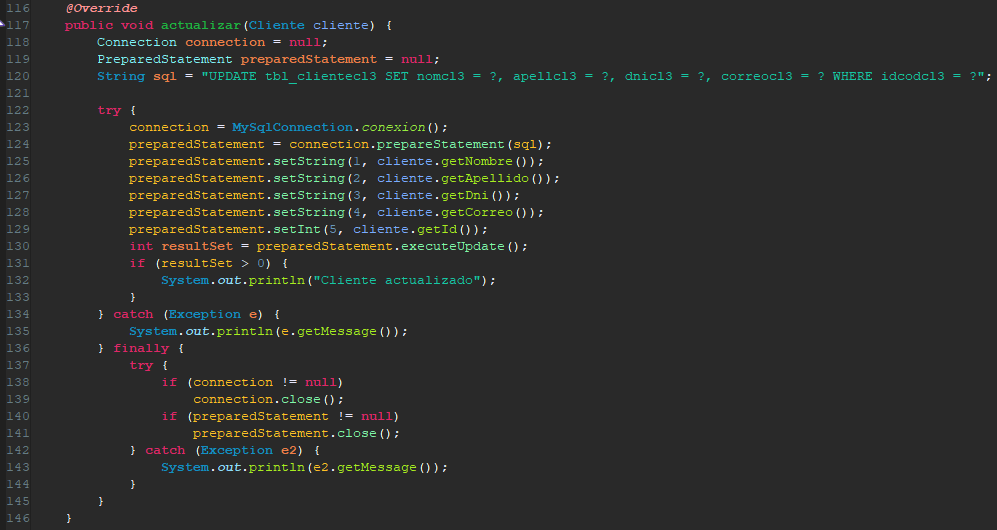 116 @Override
117 public void actualizar(Cliente cliente) {
118 Connection connection = null;
119 PreparedStatement preparedStatement = null;
120 String sql = "UPDATE tbl_clientecl3 SET nomcl3 = ?, apellcl3 = ?, dnicl3 = ?, correocl3 = ? WHERE idcodcl3 = ?";
121
122 try {
123 connection = MySqlConnection.conexion();
124 preparedStatement = connection.prepareStatement(sql);
125 preparedStatement.setString(1, cliente.getNombre());
126 preparedStatement.setString(2, cliente.getApellido());
127 preparedStatement.setString(3, cliente.getDni());
128 preparedStatement.setString(4, cliente.getCorreo());
129 preparedStatement.setInt(5, cliente.getId());
130 int resultSet = preparedStatement.executeUpdate();
131 if (resultSet > 0) {
132 System.out.println("Cliente actualizado");
133 }
134 } catch (Exception e) {
135 System.out.println(e.getMessage());
136 } finally {
137 try {
138 if (connection != null)
139 connection.close();
140 if (preparedStatement != null)
141 preparedStatement.close();
142 } catch (Exception e2) {
143 System.out.println(e2.getMessage());
144 }
145 }
146 }